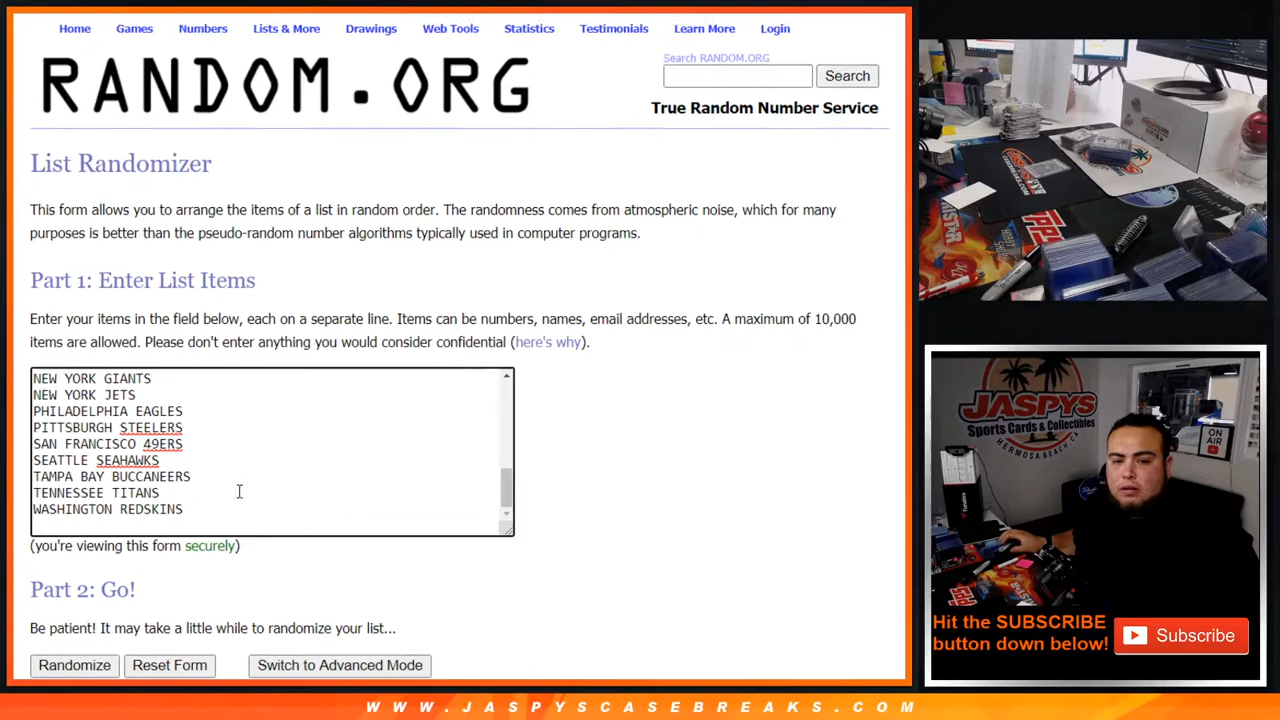 Home Games Numbers Lists & More Drawings Web Tools Statistics Testimonials Learn More Login
RANDOM.ORG
Search RANDOM.ORG
Search
True Random Number Service
List Randomizer
This form allows you to arrange the items of a list in random order. The randomness comes from atmospheric noise, which for many
purposes is better than the pseudo-random number algorithms typically used in computer programs.
Part 1: Enter List Items
Enter your items in the field below, each on a separate line. Items can be numbers, names, email addresses, etc. A maximum of 10,000
items are allowed. Please don't enter anything you would consider confidential (here's why).
NEW YORK GIANTS
NEW YORK JETS
PHILADELPHIA EAGLES
PITTSBURGH STEELERS
SAN FRANCISCO 49ERS
SEATTLE SEAHAWKS
TAMPA BAY BUCCANEERS
TENNESSEE TITANS
WASHINGTON REDSKINS
(you're viewing this form securely)
Part 2: Go!
Be patient! It may take a little while to randomize your list...
Randomize Reset Form Switch to Advanced Mode
JASPYS
Sports Cards & Collectibles
HERMOSA BEACH, CA
ON AIR
Hit the SUBSCRIBE
button down below!
Subscribe
WWW.JASPYSCASEBREAKS.COM